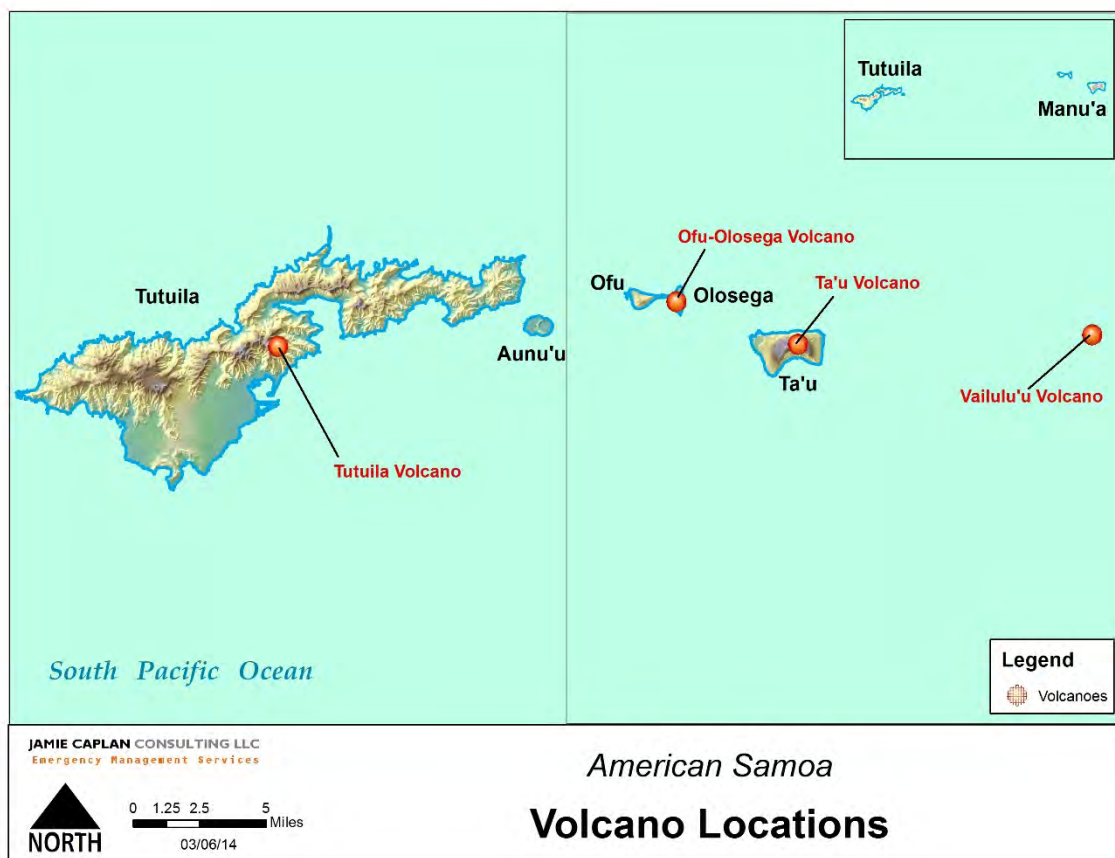 Tutuila
Manu'a
Ofu-Olosega Volcano
Ofu
Olosega
Ta'u Volcano
Tutuila
Aunu'u
Ta'u
Vailulu'u Volcano
Tutuila Volcano
South Pacific Ocean
Legend
Volcanoes
JAMIE CAPLAN CONSULTING LLC
Emergency Management Services
NORTH
0 1.25 2.5 5
Miles
03/06/14
American Samoa
Volcano Locations